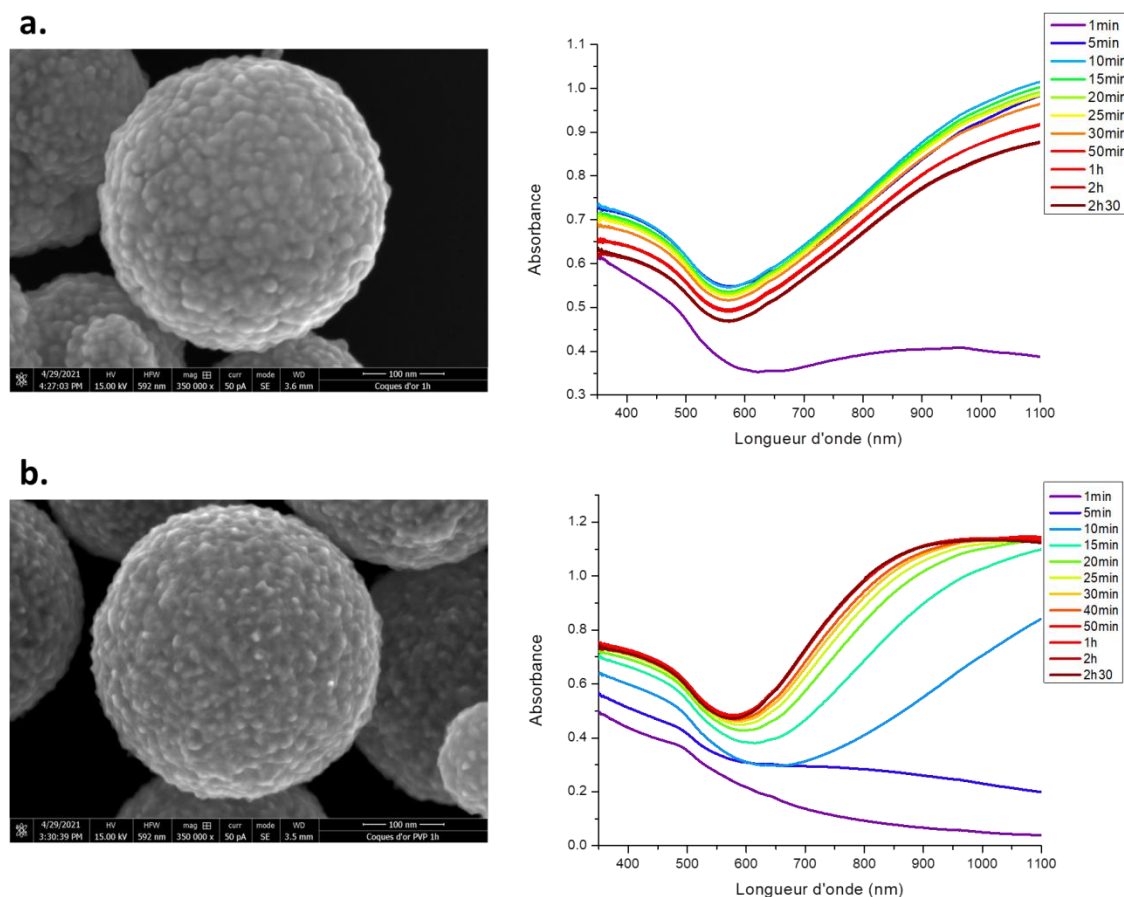 a.
4/29/2021 HV HFW mag curr mode WD 100 nm
4:27:03 PM 15.00 kV 592 nm 350 000 x 50 pA SE 3.6 mm Coques d'or 1h
1.1
1.0
0.9
0.8
0.7
0.6
0.5
0.4
0.3
Absorbance
400 500 600 700 800 900 1000 1100
Longueur d'onde (nm)
1min
5min
10min
15min
20min
25min
30min
50min
1h
2h
2h30
b.
4/29/2021 HV HFW mag curr mode WD 100 nm
3:30:39 PM 15.00 kV 592 nm 350 000 x 50 pA SE 3.5 mm Coques d'or PVP 1h
1.2
1.0
0.8
0.6
0.4
0.2
0.0
Absorbance
400 500 600 700 800 900 1000 1100
Longueur d'onde (nm)
1min
5min
10min
15min
20min
25min
30min
40min
50min
1h
2h
2h30